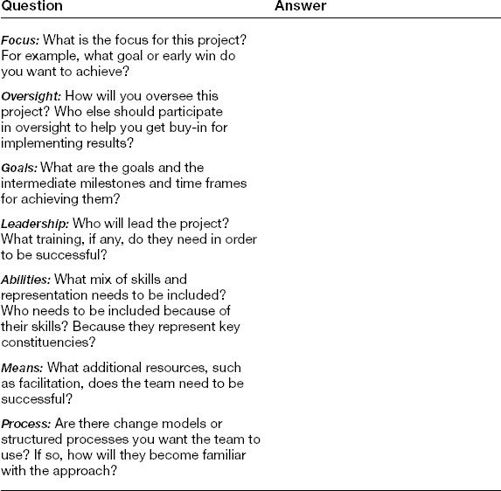 Question Answer
Focus: What is the focus for this project?
For example, what goal or early win do
you want to achieve?
Oversight: How will you oversee this
project? Who else should participate
in oversight to help you get buy-in for
implementing results?
Goals: What are the goals and the
intermediate milestones and time frames
for achieving them?
Leadership: Who will lead the project?
What training, if any, do they need in order
to be successful?
Abilities: What mix of skills and
representation needs to be included?
Who needs to be included because of
their skills? Because they represent key
constituencies?
Means: What additional resources, such
as facilitation, does the team need to be
successful?
Process: Are there change models or
structured processes you want the team to
use? If so, how will they become familiar
with the approach?